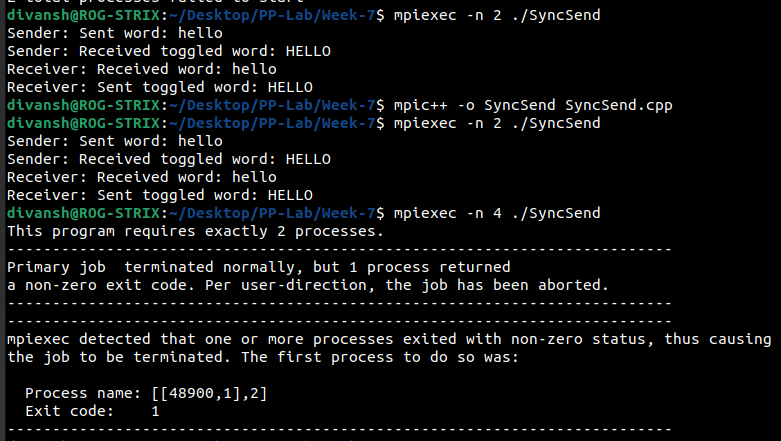 2 total processes failed to start
divansh@ROG-STRIX:~/Desktop/PP-Lab/Week-7$ mpiexec -n 2 ./SyncSend
Sender: Sent word: hello
Sender: Received toggled word: HELLO
Receiver: Received word: hello
Receiver: Sent toggled word: HELLO
divansh@ROG-STRIX:~/Desktop/PP-Lab/Week-7$ mpic++ -o SyncSend SyncSend.cpp
divansh@ROG-STRIX:~/Desktop/PP-Lab/Week-7$ mpiexec -n 2 ./SyncSend
Sender: Sent word: hello
Sender: Received toggled word: HELLO
Receiver: Received word: hello
Receiver: Sent toggled word: HELLO
divansh@ROG-STRIX:~/Desktop/PP-Lab/Week-7$ mpiexec -n 4 ./SyncSend
This program requires exactly 2 processes.
--------------------------------------------------------------------------
Primary job  terminated normally, but 1 process returned
a non-zero exit code. Per user-direction, the job has been aborted.
--------------------------------------------------------------------------
--------------------------------------------------------------------------
mpiexec detected that one or more processes exited with non-zero status, thus causing
the job to be terminated. The first process to do so was:

  Process name: [[48900,1],2]
  Exit code:    1
--------------------------------------------------------------------------